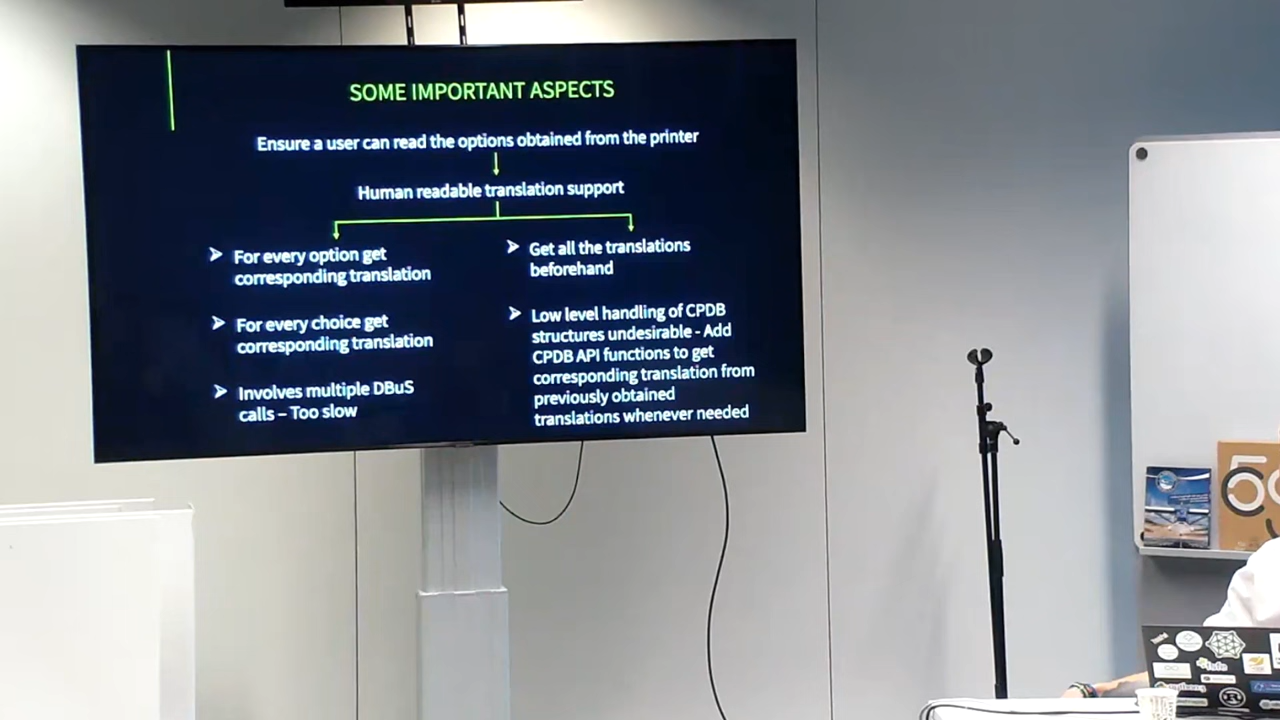 SOME IMPORTANT ASPECTS
Ensure a user can read the options obtained from the printer
Human readable translation support
➢ For every option get
corresponding translation
➢ For every choice get
corresponding translation
➢ Involves multiple DBuS
calls – Too slow
➢ Get all the translations
beforehand
➢ Low level handling of CPDB
structures undesirable - Add
CPDB API functions to get
corresponding translation from
previously obtained
translations whenever needed
59